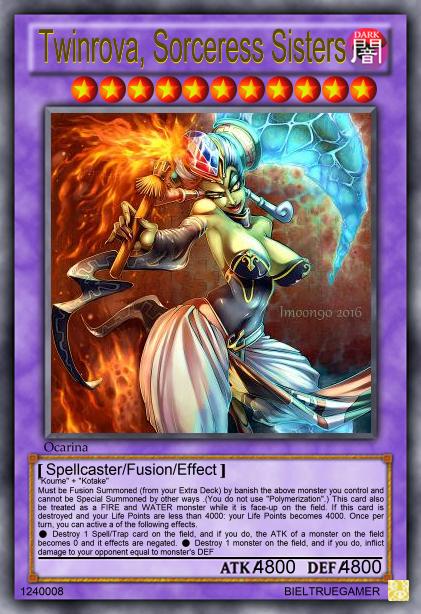 Twinrova, Sorceress Sisters
DARK
闇
Imoongo 2016
Ocarina
[ Spellcaster/Fusion/Effect ]
"Koume" + "Kotake"
Must be Fusion Summoned (from your Extra Deck) by banish the above monster you control and
cannot be Special Summoned by other ways .(You do not use "Polymerization".) This card also
be treated as a FIRE and WATER monster while it is face-up on the field. If this card is
destroyed and your Life Points are less than 4000: your Life Points becomes 4000. Once per
turn, you can active a of the following effects.
● Destroy 1 Spell/Trap card on the field, and if you do, the ATK of a monster on the field
becomes 0 and it effects are negated. ● Destroy 1 monster on the field, and if you do, inflict
damage to your opponent equal to monster's DEF
ATK/4800 DEF/4800
1240008 BIELTRUEGAMER